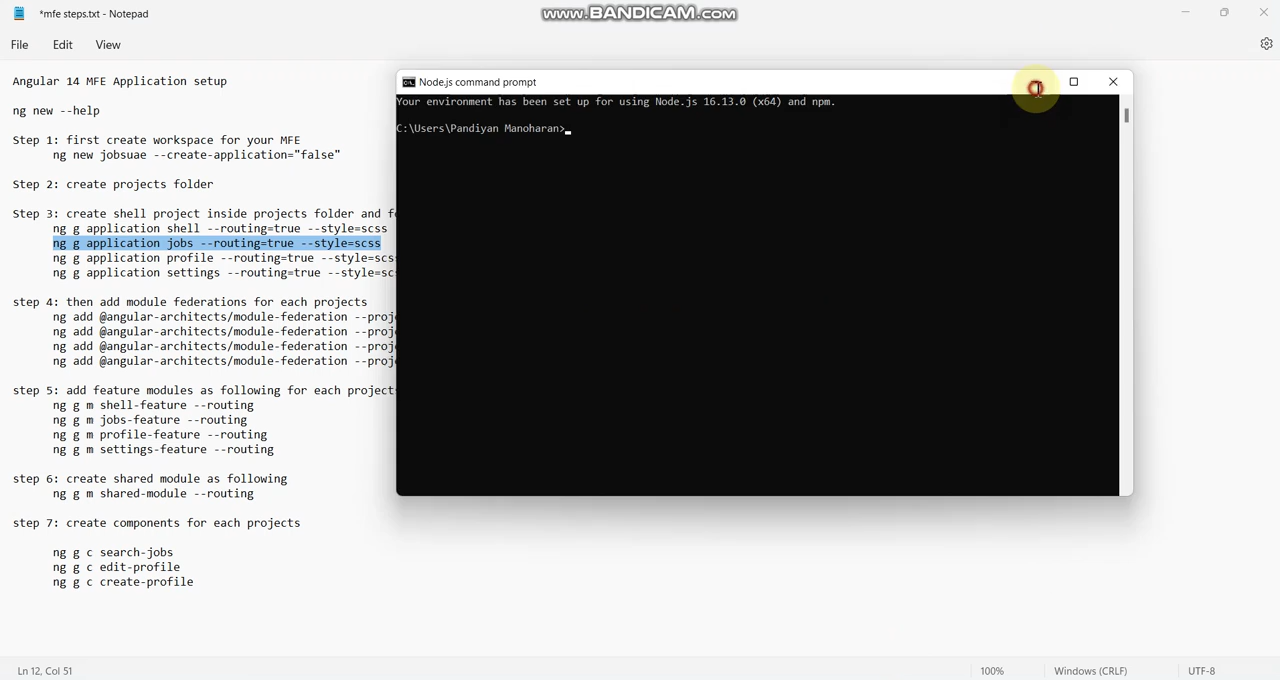 *mfe steps.txt - Notepad
www.BANDICAM.com
File Edit View
Angular 14 MFE Application setup
ng new --help
Step 1: first create workspace for your MFE
ng new jobsuae --create-application="false"
Step 2: create projects folder
Step 3: create shell project inside projects folder and
ng g application shell --routing=true --style=scss
ng g application jobs --routing=true --style=scss
ng g application profile --routing=true --style=scs
ng g application settings --routing=true --style=sc
step 4: then add module federations for each projects
ng add @angular-architects/module-federation --proj
ng add @angular-architects/module-federation --proj
ng add @angular-architects/module-federation --proj
ng add @angular-architects/module-federation --proj
step 5: add feature modules as following for each project
ng g m shell-feature --routing
ng g m jobs-feature --routing
ng g m profile-feature --routing
ng g m settings-feature --routing
step 6: create shared module as following
ng g m shared-module --routing
step 7: create components for each projects
ng g c search-jobs
ng g c edit-profile
ng g c create-profile
Node.js command prompt
Your environment has been set up for using Node.js 16.13.0 (x64) and npm.
C:\Users\Pandiyan Manoharan>
Ln 12, Col 51
100%
Windows (CRLF)
UTF-8